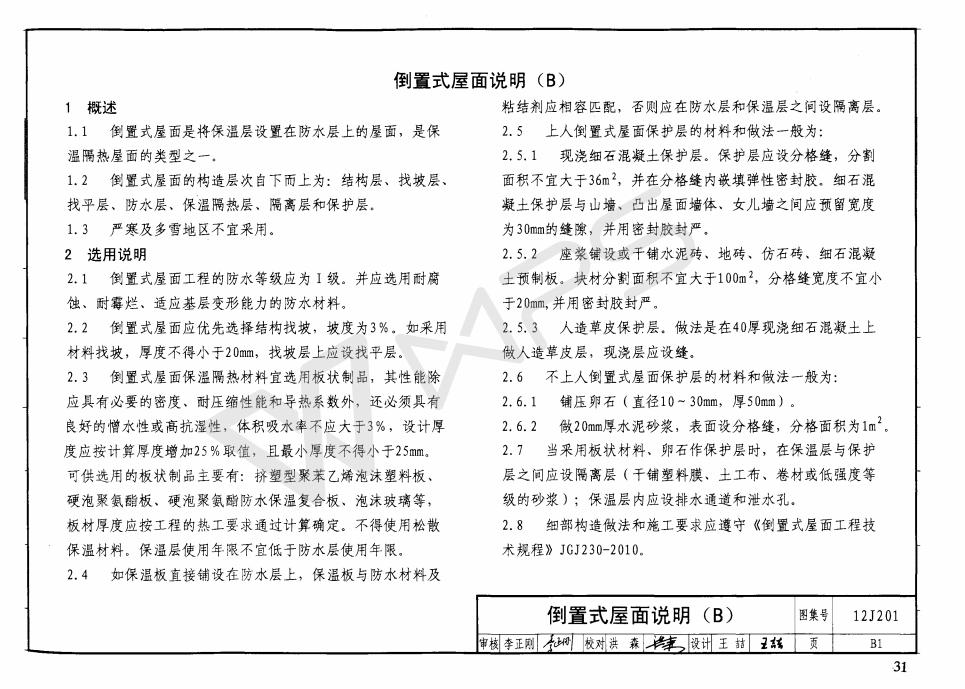 倒置式屋面说明（B）
1 概述
1.1 倒置式屋面是将保温层设置在防水层上的屋面，是保
温隔热屋面的类型之一。
1.2 倒置式屋面的构造层次自下而上为：结构层、找坡层、
找平层、防水层、保温隔热层、隔离层和保护层。
1.3 严寒及多雪地区不宜采用。
2 选用说明
2.1 倒置式屋面工程的防水等级应为Ⅰ级。并应选用耐腐
蚀、耐霉烂、适应基层变形能力的防水材料。
2.2 倒置式屋面应优先选择结构找坡，坡度为3%。如采用
材料找坡，厚度不得小于20mm，找坡层上应设找平层。
2.3 倒置式屋面保温隔热材料宜选用板状制品，其性能除
应具有必要的密度、耐压缩性能和导热系数外，还必须具有
良好的憎水性或高抗湿性，体积吸水率不应大于3%，设计厚
度应按计算厚度增加25%取值，且最小厚度不得小于25mm。
可供选用的板状制品主要有：挤塑型聚苯乙烯泡沫塑料板、
硬泡聚氨酯板、硬泡聚氨酯防水保温复合板、泡沫玻璃等，
板材厚度应按工程的热工要求通过计算确定。不得使用松散
保温材料。保温层使用年限不宜低于防水层使用年限。
2.4 如保温板直接铺设在防水层上，保温板与防水材料及
粘结剂应相容匹配，否则应在防水层和保温层之间设隔离层。
2.5 上人倒置式屋面保护层的材料和做法一般为：
2.5.1 现浇细石混凝土保护层。保护层应设分格缝，分割
面积不宜大于36m²，并在分格缝内嵌填弹性密封胶。细石混
凝土保护层与山墙、凸出屋面墙体、女儿墙之间应预留宽度
为30mm的缝隙，并用密封胶封严。
2.5.2 座浆铺设或干铺水泥砖、地砖、仿石砖、细石混凝
土预制板。块材分割面积不宜大于100m²，分格缝宽度不宜小
于20mm,并用密封胶封严。
2.5.3 人造草皮保护层。做法是在40厚现浇细石混凝土上
做人造草皮层，现浇层应设缝。
2.6 不上人倒置式屋面保护层的材料和做法一般为：
2.6.1 铺压卵石（直径10～30mm，厚50mm）。
2.6.2 做20mm厚水泥砂浆，表面设分格缝，分格面积为1m²。
2.7 当采用板状材料、卵石作保护层时，在保温层与保护
层之间应设隔离层（干铺塑料膜、土工布、卷材或低强度等
级的砂浆）；保温层内应设排水通道和泄水孔。
2.8 细部构造做法和施工要求应遵守《倒置式屋面工程技
术规程》JGJ230-2010。
倒置式屋面说明（B） 图集号 12J201
审核 李正刚 校对 洪森 设计 王喆 王喆 页 B1
31